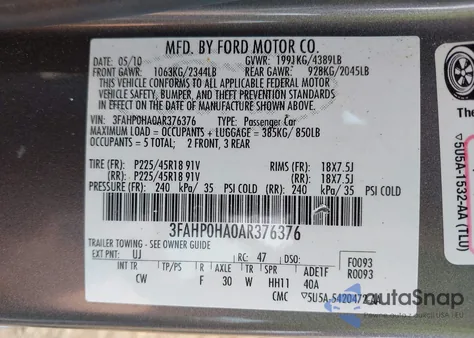 MFD. BY FORD MOTOR CO.
DATE: 05/10 GVWR: 1991KG/4389LB
FRONT GAWR: 1063KG/2344LB REAR GAWR: 928KG/2045LB
THIS VEHICLE CONFORMS TO ALL APPLICABLE FEDERAL MOTOR
VEHICLE SAFETY, BUMPER, AND THEFT PREVENTION STANDARDS
IN EFFECT ON THE DATE OF MANUFACTURE SHOWN ABOVE.
VIN: 3FAHP0HA0AR376376 TYPE: Passenger Car
MAXIMUM LOAD = OCCUPANTS + LUGGAGE = 385KG/ 850LB
OCCUPANTS = 5 TOTAL: 2 FRONT, 3 REAR
TIRE (F): P225/45R18 91V RIMS (F): 18X7.5J
(R): P225/45R18 91V (R): 18X7.5J
PRESSURE (F): 240 kPa/ 35 PSI COLD (R): 240 kPa/ 35 PSI COLD
3FAHP0HA0AR376376
TRAILER TOWING - SEE OWNER GUIDE
EXT PNT: UJ RC: 47 DSO: F0093
INT TR TP/PS R AXLE TR SPR ADE1F R0093
CW F 30 W HH11 40A
CMC
The
5U5A-1532-AA (TLU)
autoSnap